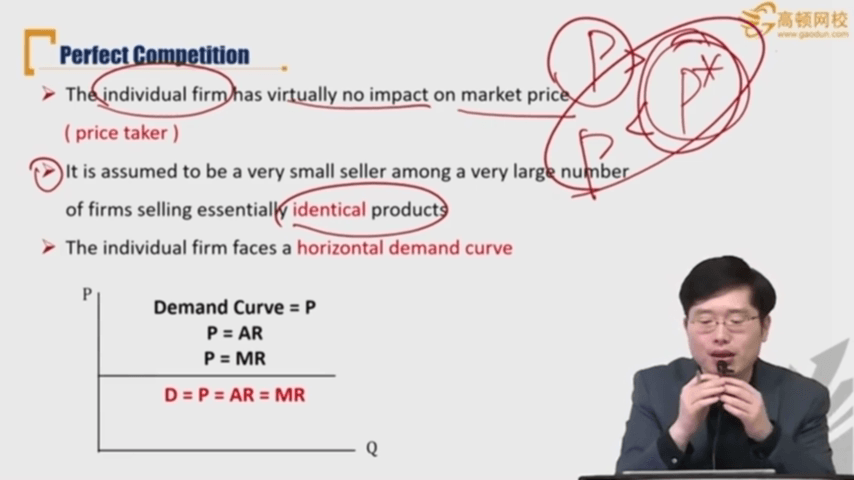 高顿网校
www.gaodun.com
Perfect Competition
➤ The individual firm has virtually no impact on market price
( price taker )
➤ It is assumed to be a very small seller among a very large number
of firms selling essentially identical products
➤ The individual firm faces a horizontal demand curve
P > P*
P <
P
Demand Curve = P
P = AR
P = MR
D = P = AR = MR
Q